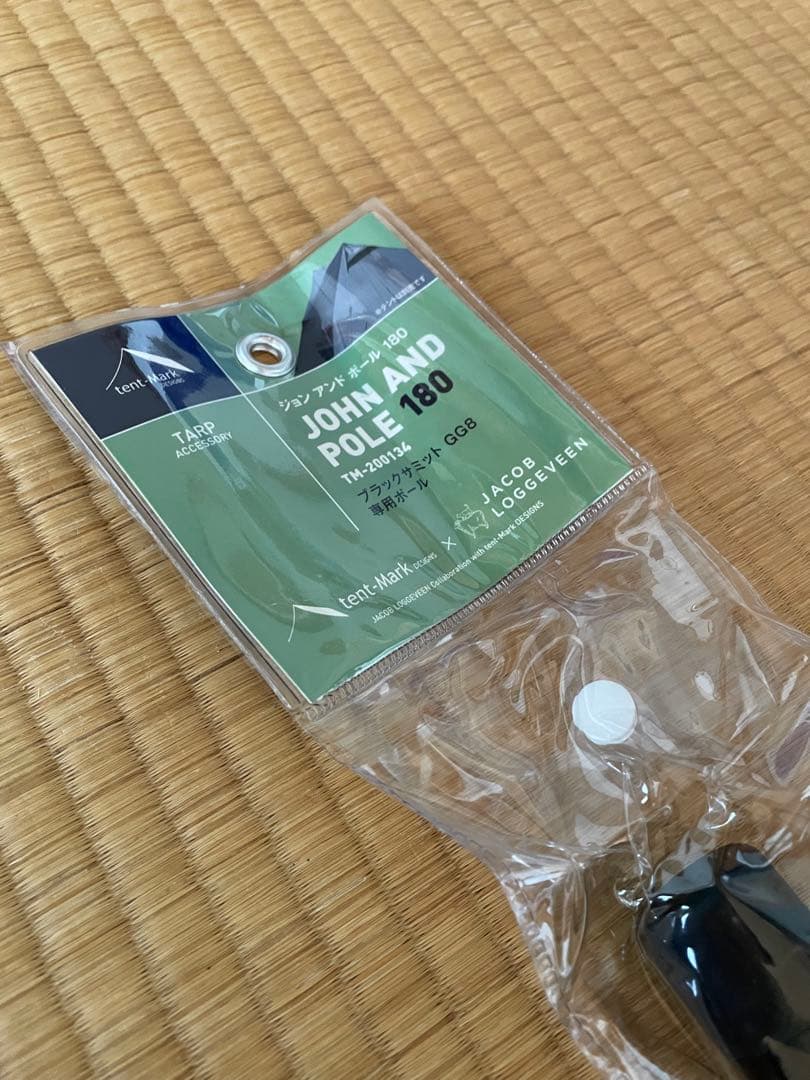 tent-Mark
DESIGNS
TARP
ACCESSORY
※テントは別売です
ジョン アンド ポール 180
JOHN AND
POLE 180
TM-200134
ブラックサミット GG8
専用ポール
tent-Mark DESIGNS × JACOB
LOGGEVEEN
JACOB LOGGEVEEN Collaboration with tent-Mark DESIGNS